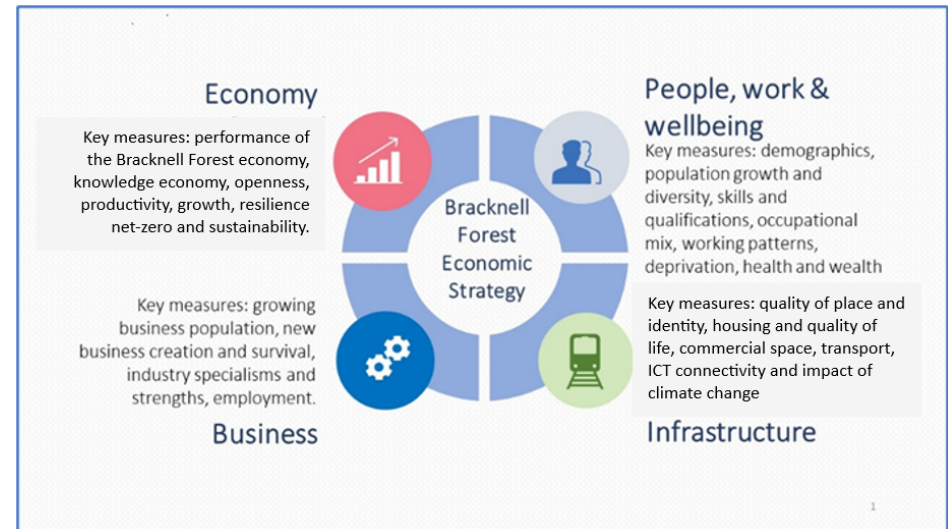 Economy
Key measures: performance of
the Bracknell Forest economy,
knowledge economy, openness,
productivity, growth, resilience
net-zero and sustainability.
People, work &
wellbeing
Key measures: demographics,
population growth and
diversity, skills and
qualifications, occupational
mix, working patterns,
deprivation, health and wealth
Bracknell
Forest
Economic
Strategy
Key measures: growing
business population, new
business creation and survival,
industry specialisms and
strengths, employment.
Business
Key measures: quality of place and
identity, housing and quality of
life, commercial space, transport,
ICT connectivity and impact of
climate change
Infrastructure
1